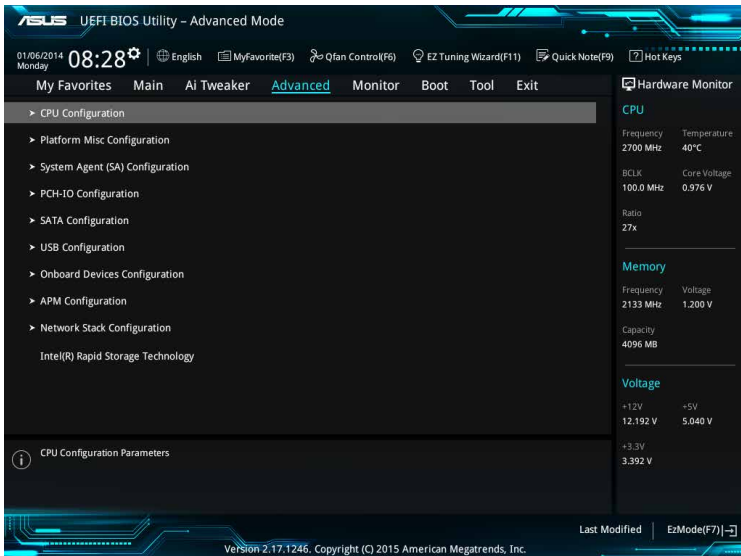 ASUS UEFI BIOS Utility – Advanced Mode
01/06/2014 Monday 08:28 English MyFavorite(F3) Qfan Control(F6) EZ Tuning Wizard(F11) Quick Note(F9) ? Hot Keys
My Favorites Main Ai Tweaker Advanced Monitor Boot Tool Exit
> CPU Configuration
> Platform Misc Configuration
> System Agent (SA) Configuration
> PCH-IO Configuration
> SATA Configuration
> USB Configuration
> Onboard Devices Configuration
> APM Configuration
> Network Stack Configuration
Intel(R) Rapid Storage Technology
i CPU Configuration Parameters
Hardware Monitor
CPU
Frequency Temperature
2700 MHz 40°C
BCLK Core Voltage
100.0 MHz 0.976 V
Ratio
27x
Memory
Frequency Voltage
2133 MHz 1.200 V
Capacity
4096 MB
Voltage
+12V +5V
12.192 V 5.040 V
+3.3V
3.392 V
Last Modified EzMode(F7)
Version 2.17.1246. Copyright (C) 2015 American Megatrends, Inc.